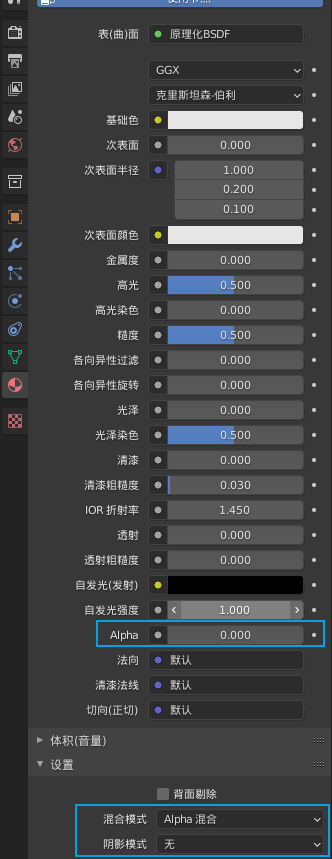 使用节点
表(曲)面 原理化BSDF
GGX
克里斯坦森-伯利
基础色
次表面 0.000
次表面半径 1.000
0.200
0.100
次表面颜色
金属度 0.000
高光 0.500
高光染色 0.000
糙度 0.500
各向异性过滤 0.000
各向异性旋转 0.000
光泽 0.000
光泽染色 0.500
清漆 0.000
清漆粗糙度 0.030
IOR 折射率 1.450
透射 0.000
透射粗糙度 0.000
自发光(发射)
自发光强度 1.000
Alpha 0.000
法向 默认
清漆法线 默认
切向(正切) 默认
体积(音量)
设置
背面剔除
混合模式 Alpha 混合
阴影模式 无